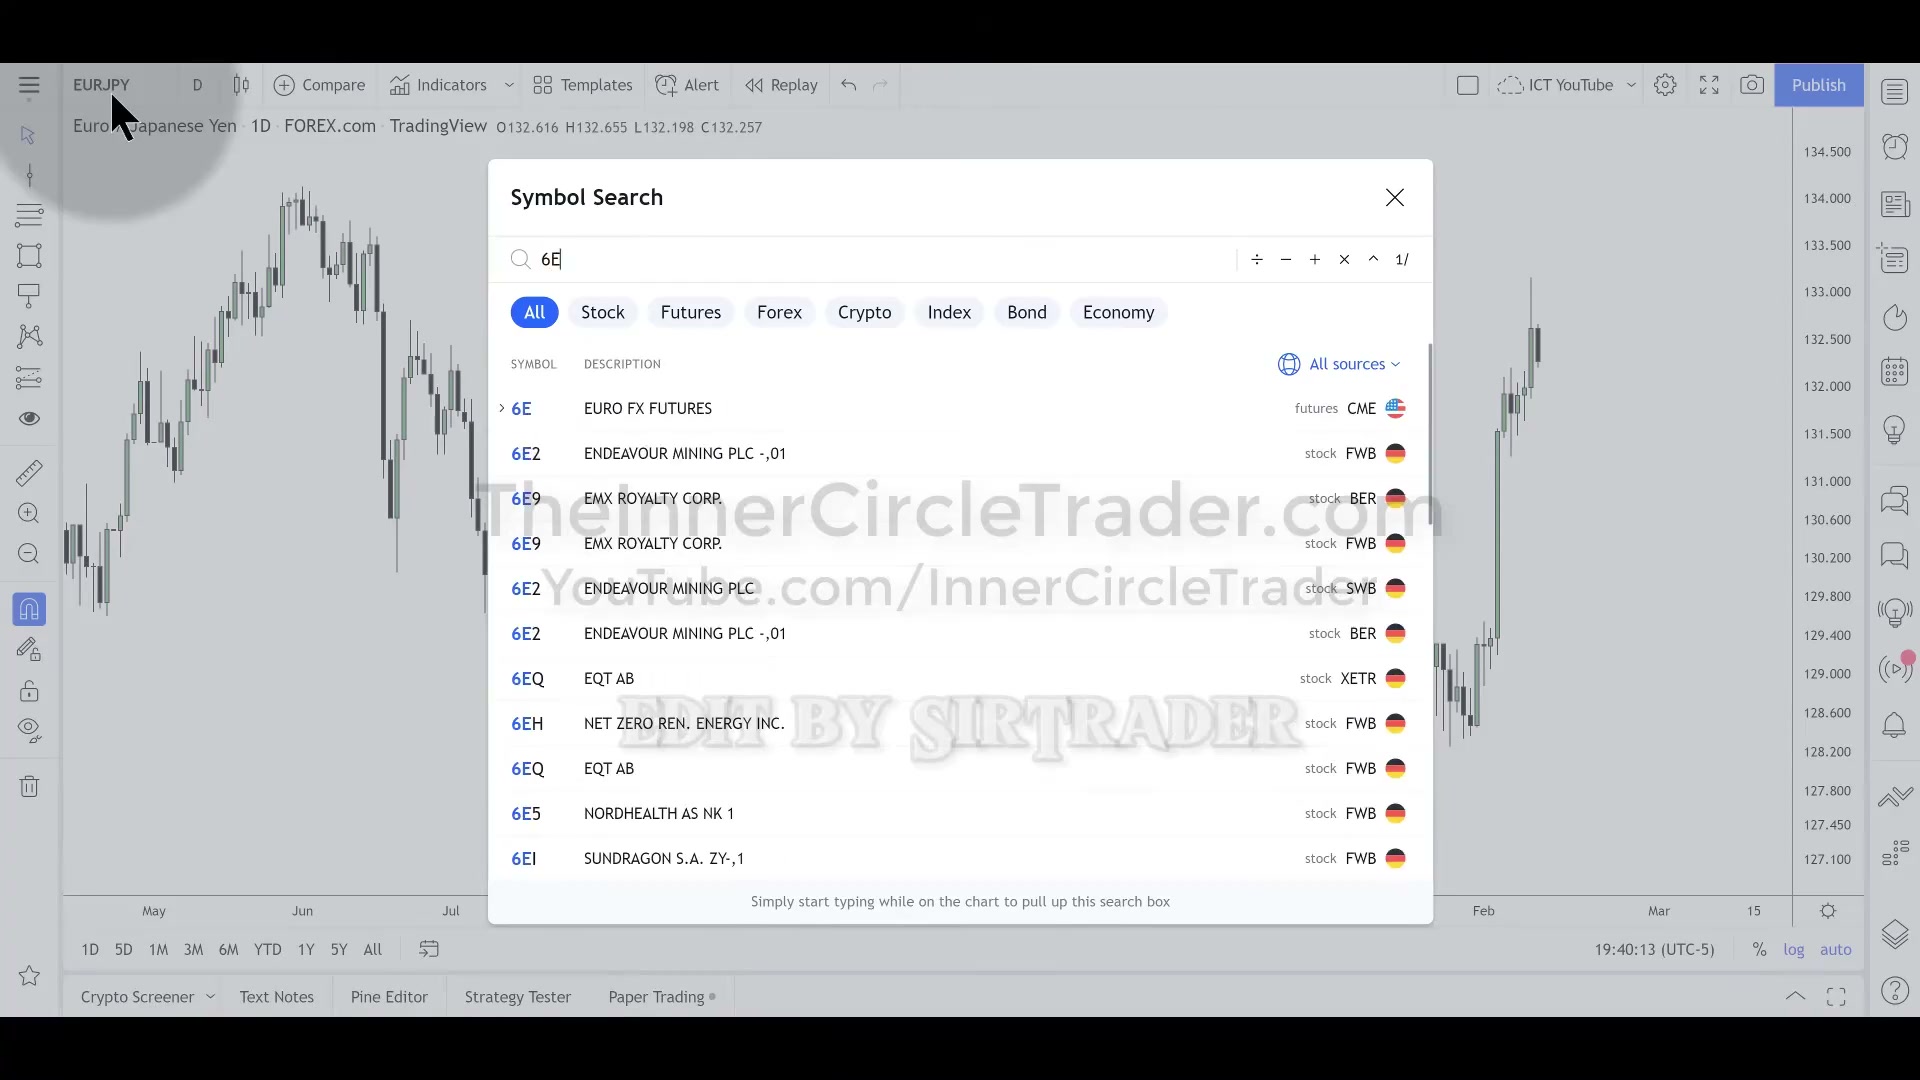 EURJPY D Compare Indicators Templates Alert Replay ICT YouTube Publish
Euro Japanese Yen · 1D · FOREX.com · TradingView O132.616 H132.655 L132.198 C132.257
Symbol Search
6E ÷ − + × ^ 1/
All Stock Futures Forex Crypto Index Bond Economy
SYMBOL DESCRIPTION All sources
6E EURO FX FUTURES futures CME
6E2 ENDEAVOUR MINING PLC -,01 stock FWB
6E9 EMX ROYALTY CORP. stock BER
TheInnerCircleTrader.com
6E9 EMX ROYALTY CORP. stock FWB
6E2 ENDEAVOUR MINING PLC stock SWB
YouTube.com/InnerCircleTrader
6E2 ENDEAVOUR MINING PLC -,01 stock BER
6EQ EQT AB stock XETR
6EH NET ZERO REN. ENERGY INC. stock FWB
EDIT BY SIRTRADER
6EQ EQT AB stock FWB
6E5 NORDHEALTH AS NK 1 stock FWB
6EI SUNDRAGON S.A. ZY-,1 stock FWB
Simply start typing while on the chart to pull up this search box
134.500
134.000
133.500
133.000
132.500
132.000
131.500
131.000
130.600
130.200
129.800
129.400
129.000
128.600
128.200
127.800
127.450
127.100
May Jun Jul Feb Mar 15
1D 5D 1M 3M 6M YTD 1Y 5Y All 19:40:13 (UTC-5) % log auto
Crypto Screener Text Notes Pine Editor Strategy Tester Paper Trading